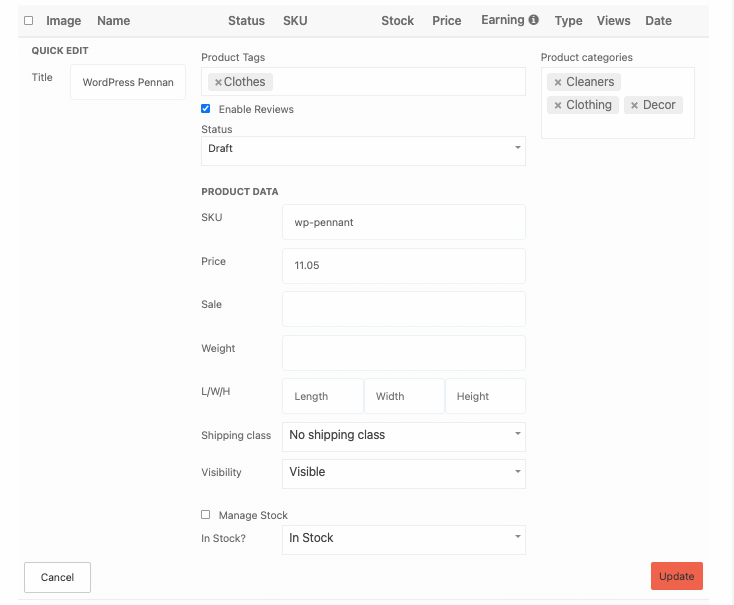 Image Name Status SKU Stock Price Earning Type Views Date
QUICK EDIT
Title WordPress Pennan
Product Tags
×Clothes
Enable Reviews
Status
Draft
Product categories
× Cleaners
× Clothing × Decor
PRODUCT DATA
SKU wp-pennant
Price 11.05
Sale
Weight
L/W/H Length Width Height
Shipping class No shipping class
Visibility Visible
Manage Stock
In Stock? In Stock
Cancel Update